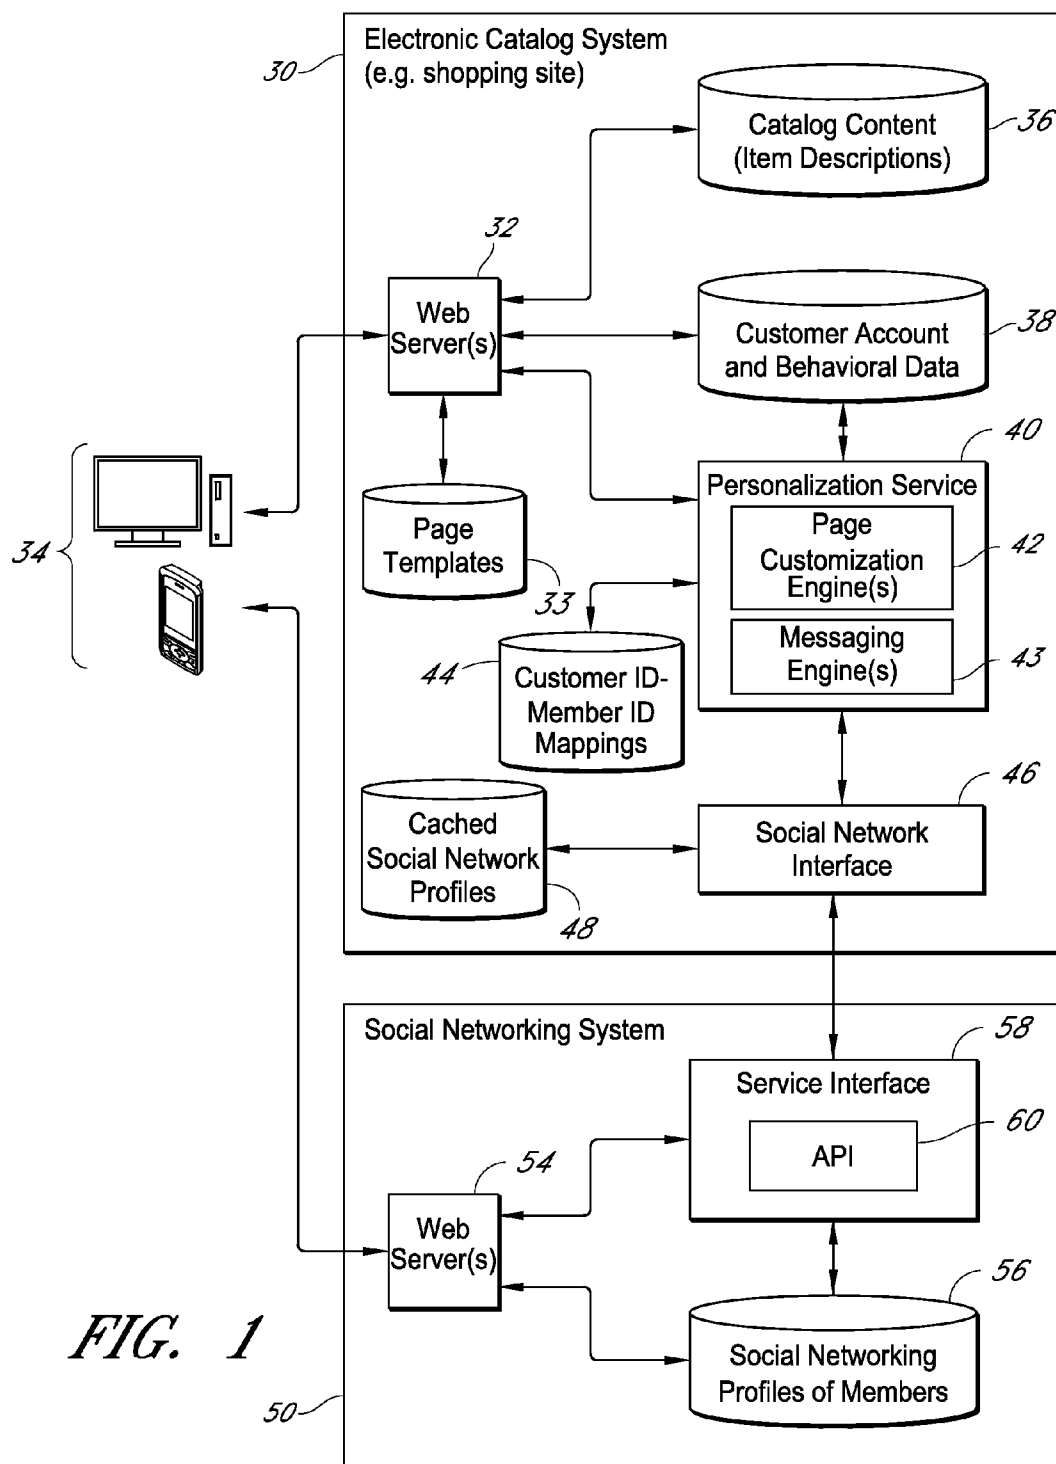 Electronic Catalog System
(e.g. shopping site)
30
Catalog Content
(Item Descriptions)
36
32
Web
Server(s)
Customer Account
and Behavioral Data
38
40
Personalization Service
Page
Customization
Engine(s)
42
Messaging
Engine(s)
43
34
Page
Templates
33
44
Customer ID-
Member ID
Mappings
46
Social Network
Interface
Cached
Social Network
Profiles
48
Social Networking System
58
Service Interface
60
API
54
Web
Server(s)
56
Social Networking
Profiles of Members
FIG. 1
50